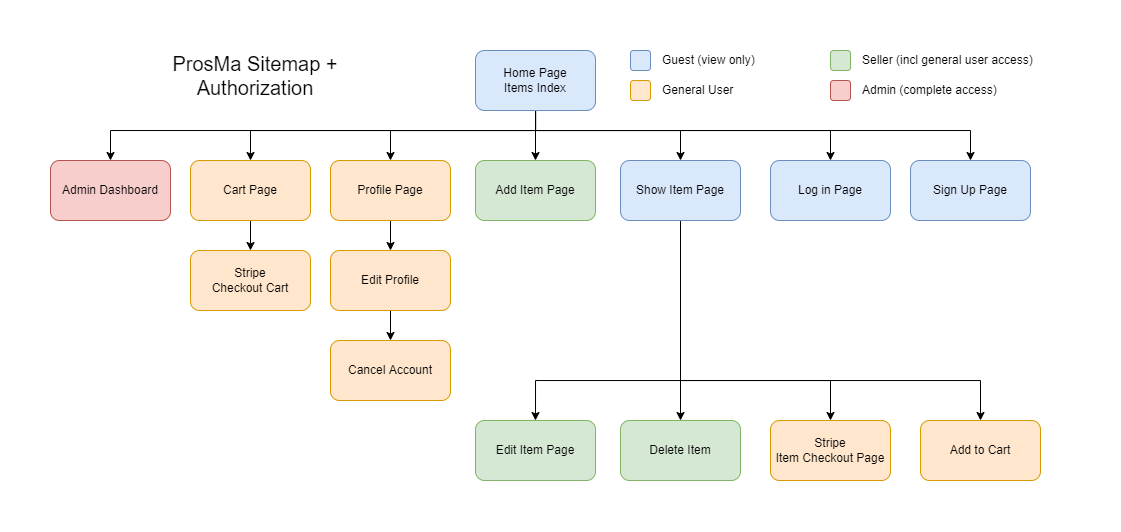 ProsMa Sitemap +
Authorization
Home Page
Items Index
Guest (view only)
General User
Seller (incl general user access)
Admin (complete access)
Admin Dashboard
Cart Page
Profile Page
Add Item Page
Show Item Page
Log in Page
Sign Up Page
Stripe
Checkout Cart
Edit Profile
Cancel Account
Edit Item Page
Delete Item
Stripe
Item Checkout Page
Add to Cart